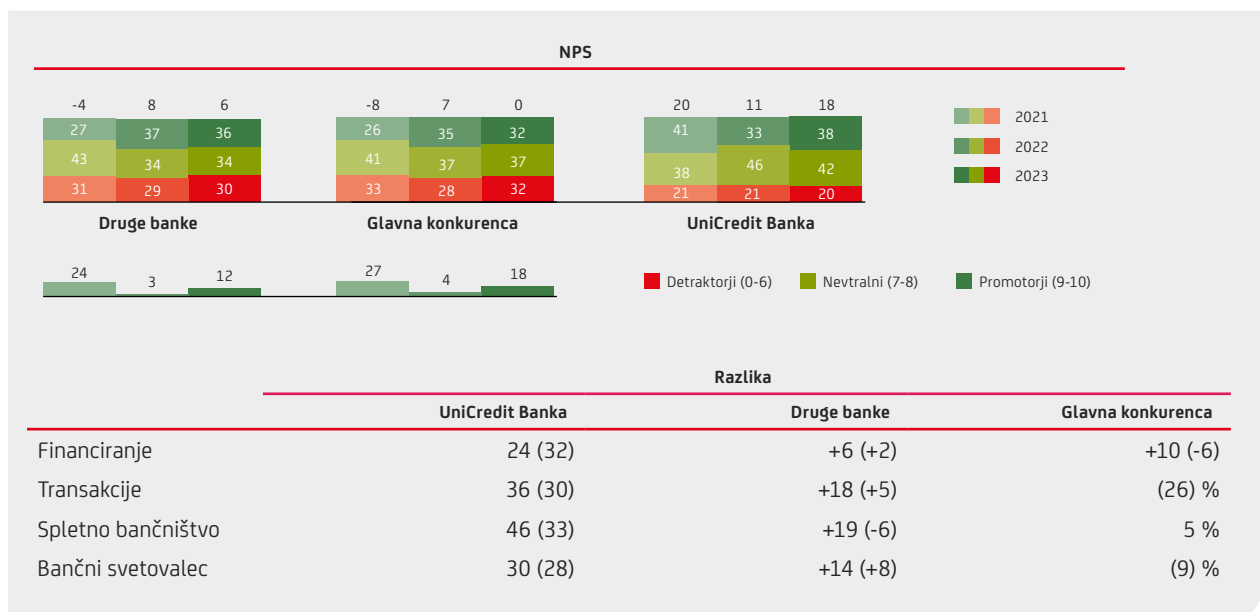 NPS
-4 8 6
27 37 36
43 34 34
31 29 30
Druge banke
-8 7 0
26 35 32
41 37 37
33 28 32
Glavna konkurenca
20 11 18
41 33 38
38 46 42
21 21 20
UniCredit Banka
2021
2022
2023
24 3 12
27 4 18
Detraktorji (0-6) Nevtralni (7-8) Promotorji (9-10)
Razlika
UniCredit Banka Druge banke Glavna konkurenca
Financiranje 24 (32) +6 (+2) +10 (-6)
Transakcije 36 (30) +18 (+5) (26) %
Spletno bančništvo 46 (33) +19 (-6) 5 %
Bančni svetovalec 30 (28) +14 (+8) (9) %